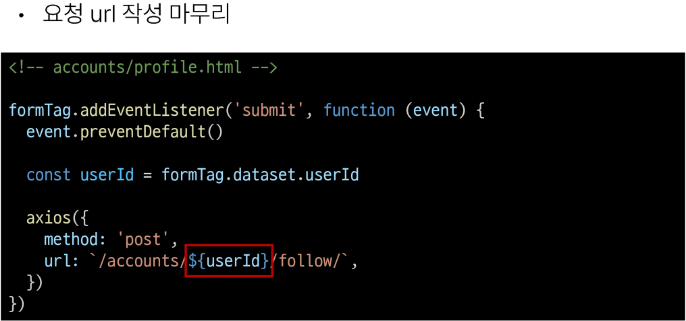 • 요청 url 작성 마무리
<!-- accounts/profile.html -->
formTag.addEventListener('submit', function (event) {
  event.preventDefault()
  const userId = formTag.dataset.userId
  axios({
    method: 'post',
    url: `/accounts/${userId}/follow/`,
  })
})